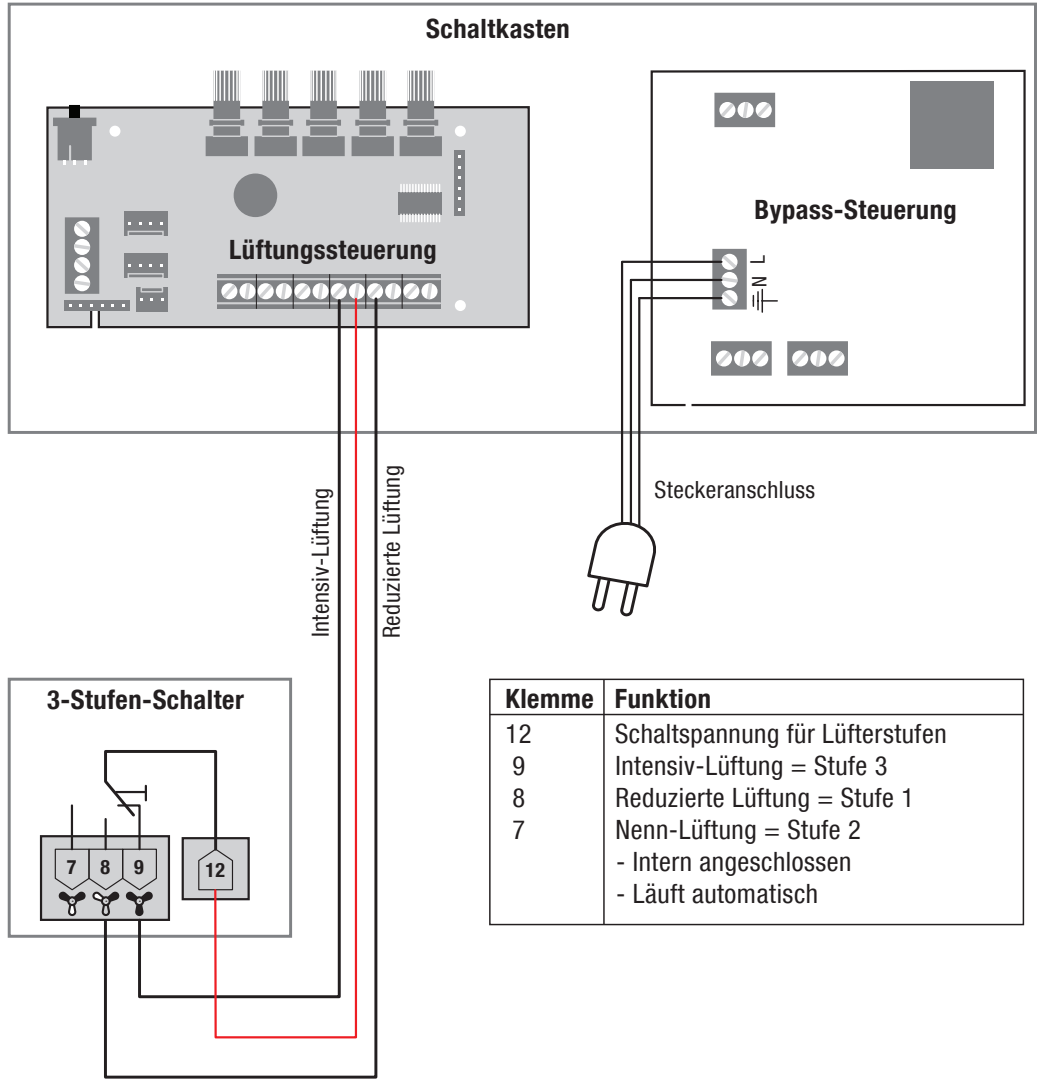 Schaltkasten
Lüftungssteuerung
Bypass-Steuerung
L
N
Steckeranschluss
Intensiv-Lüftung
Reduzierte Lüftung
3-Stufen-Schalter
7 8 9 12
Klemme Funktion
12 Schaltspannung für Lüfterstufen
9 Intensiv-Lüftung = Stufe 3
8 Reduzierte Lüftung = Stufe 1
7 Nenn-Lüftung = Stufe 2
- Intern angeschlossen
- Läuft automatisch